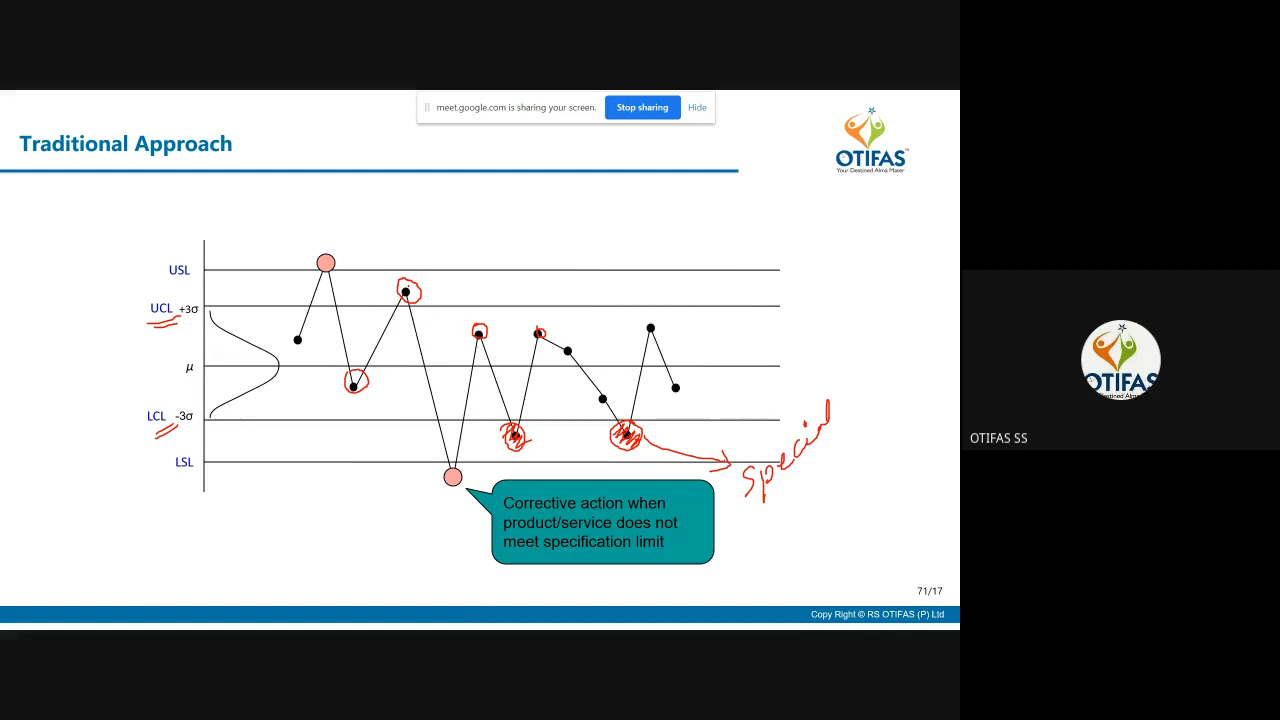 meet.google.com is sharing your screen. Stop sharing Hide
Traditional Approach
OTIFAS™
Your Destined Alma Mater
USL
UCL +3σ
μ
LCL -3σ
LSL
Special
Corrective action when
product/service does not
meet specification limit
71/17
Copy Right © RS OTIFAS (P) Ltd
OTIFAS
OTIFAS SS